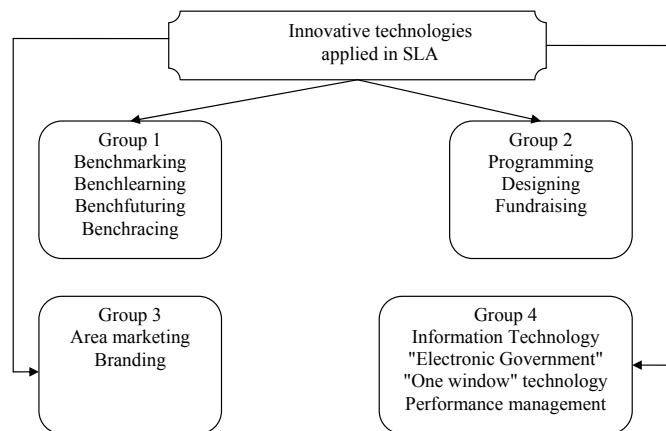 Innovative technologies
applied in SLA
Group 1
Benchmarking
Benchlearning
Benchfuturing
Benchracing
Group 2
Programming
Designing
Fundraising
Group 3
Area marketing
Branding
Group 4
Information Technology
"Electronic Government"
"One window" technology
Performance management